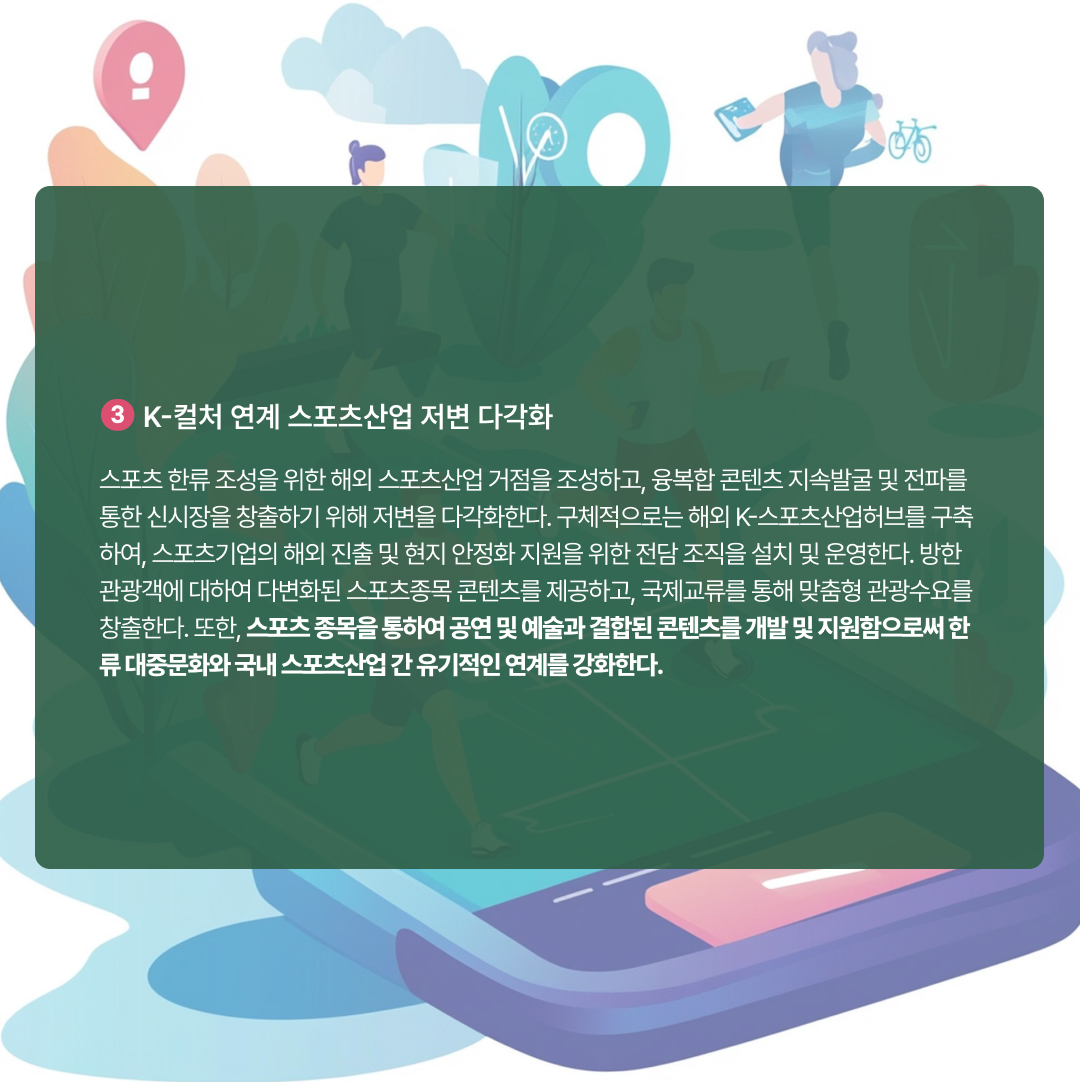 3 K-컬처 연계 스포츠산업 저변 다각화
스포츠 한류 조성을 위한 해외 스포츠산업 거점을 조성하고, 융복합 콘텐츠 지속발굴 및 전파를
통한 신시장을 창출하기 위해 저변을 다각화한다. 구체적으로는 해외 K-스포츠산업허브를 구축
하여, 스포츠기업의 해외 진출 및 현지 안정화 지원을 위한 전담 조직을 설치 및 운영한다. 방한
관광객에 대하여 다변화된 스포츠종목 콘텐츠를 제공하고, 국제교류를 통해 맞춤형 관광수요를
창출한다. 또한, 스포츠 종목을 통하여 공연 및 예술과 결합된 콘텐츠를 개발 및 지원함으로써 한
류 대중문화와 국내 스포츠산업 간 유기적인 연계를 강화한다.